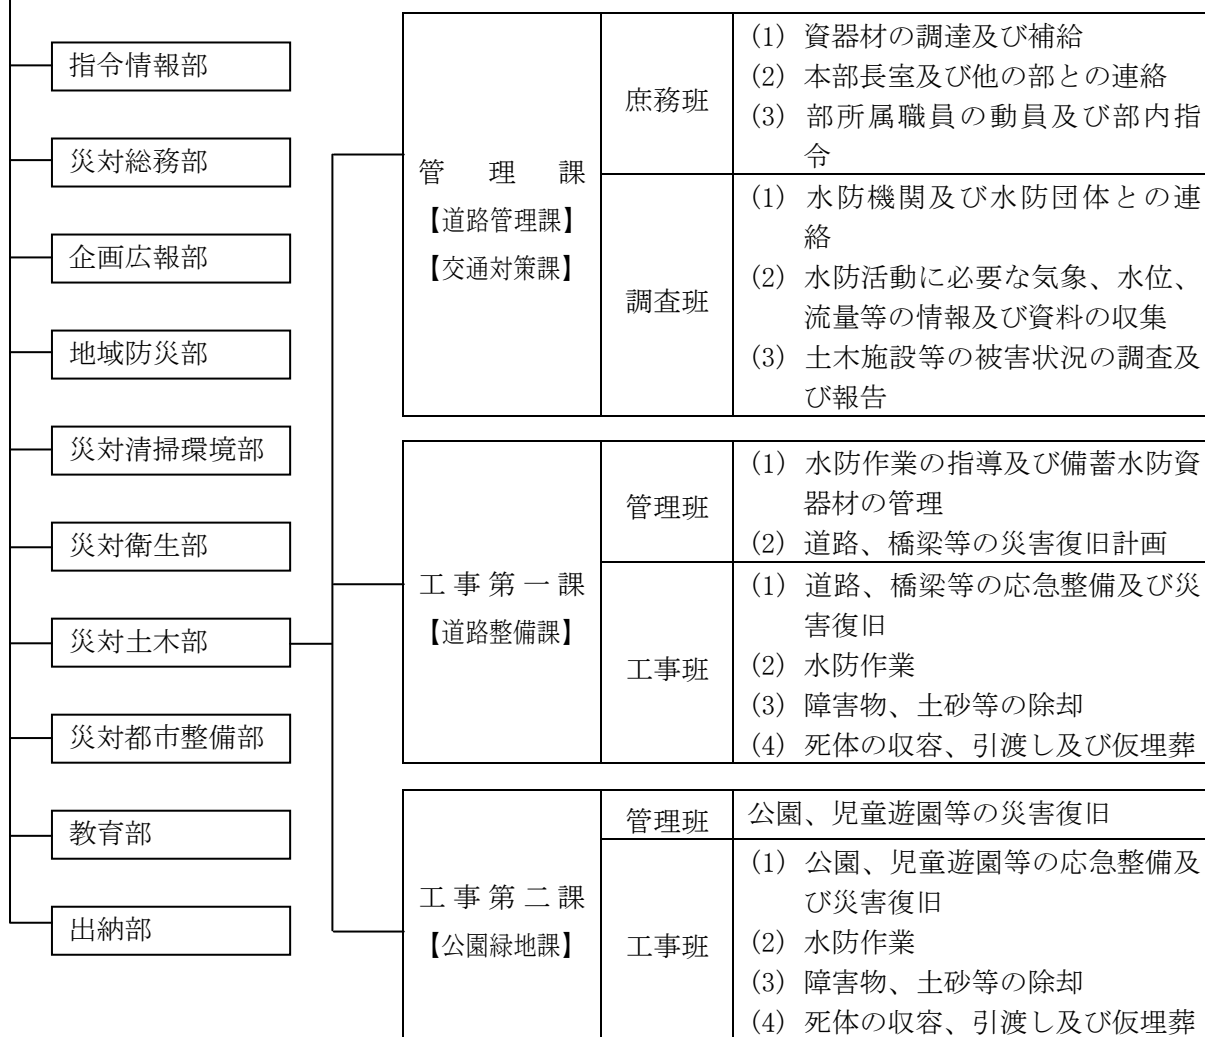 指令情報部
災対総務部
企画広報部
地域防災部
災対清掃環境部
災対衛生部
災対土木部
災対都市整備部
教育部
出納部
管理課
【道路管理課】
【交通対策課】
庶務班
(1) 資器材の調達及び補給
(2) 本部長室及び他の部との連絡
(3) 部所属職員の動員及び部内指
令
調査班
(1) 水防機関及び水防団体との連
絡
(2) 水防活動に必要な気象、水位、
流量等の情報及び資料の収集
(3) 土木施設等の被害状況の調査及
び報告
工事第一課
【道路整備課】
管理班
(1) 水防作業の指導及び備蓄水防資
器材の管理
(2) 道路、橋梁等の災害復旧計画
工事班
(1) 道路、橋梁等の応急整備及び災
害復旧
(2) 水防作業
(3) 障害物、土砂等の除却
(4) 死体の収容、引渡し及び仮埋葬
工事第二課
【公園緑地課】
管理班
公園、児童遊園等の災害復旧
工事班
(1) 公園、児童遊園等の応急整備及
び災害復旧
(2) 水防作業
(3) 障害物、土砂等の除却
(4) 死体の収容、引渡し及び仮埋葬